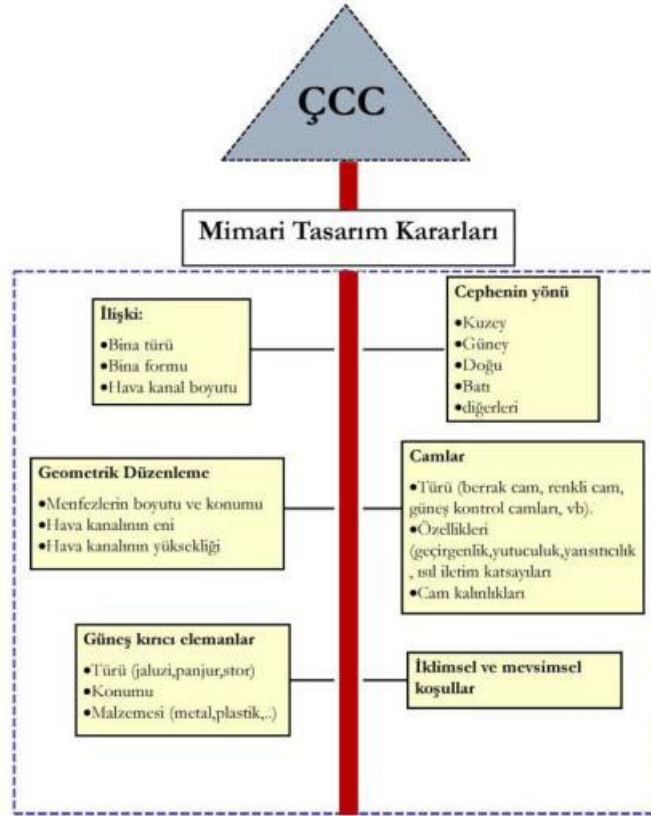 ÇCC
Mimari Tasarım Kararları
İlişki:
•Bina türü
•Bina formu
•Hava kanal boyutu
Cephenin yönü
•Kuzey
•Güney
•Doğu
•Batı
•diğerleri
Geometrik Düzenleme
•Menfezlerin boyutu ve konumu
•Hava kanalının eni
•Hava kanalının yüksekliği
Camlar
•Türü (berrak cam, renkli cam,
güneş kontrol camları, vb).
•Özellikleri
(geçirgenlik,yutuculuk,yansıtıcılık
, ısıl iletim katsayıları
•Cam kalınlıkları
Güneş kırıcı elemanlar
•Türü (jaluzi,panjur,stor)
•Konumu
•Malzemesi (metal,plastik,..)
İklimsel ve mevsimsel
koşullar